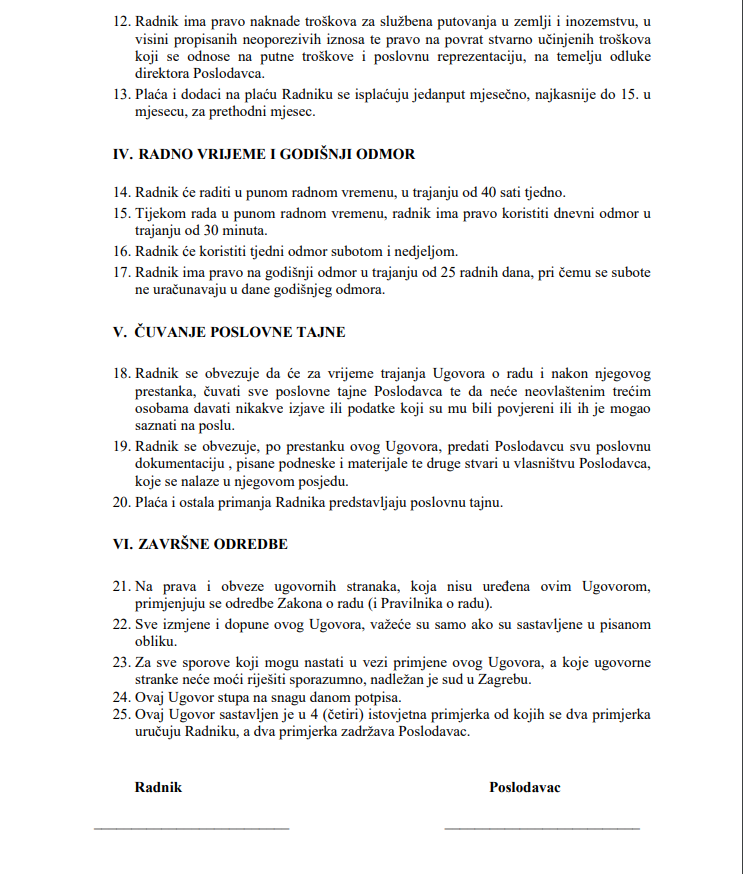 12. Radnik ima pravo naknade troškova za službena putovanja u zemlji i inozemstvu, u
visini propisanih neoporezivih iznosa te pravo na povrat stvarno učinjenih troškova
koji se odnose na putne troškove i poslovnu reprezentaciju, na temelju odluke
direktora Poslodavca.
13. Plaća i dodaci na plaću Radniku se isplaćuju jedanput mjesečno, najkasnije do 15. u
mjesecu, za prethodni mjesec.
IV. RADNO VRIJEME I GODIŠNJI ODMOR
14. Radnik će raditi u punom radnom vremenu, u trajanju od 40 sati tjedno.
15. Tijekom rada u punom radnom vremenu, radnik ima pravo koristiti dnevni odmor u
trajanju od 30 minuta.
16. Radnik će koristiti tjedni odmor subotom i nedjeljom.
17. Radnik ima pravo na godišnji odmor u trajanju od 25 radnih dana, pri čemu se subote
ne uračunavaju u dane godišnjeg odmora.
V. ČUVANJE POSLOVNE TAJNE
18. Radnik se obvezuje da će za vrijeme trajanja Ugovora o radu i nakon njegovog
prestanka, čuvati sve poslovne tajne Poslodavca te da neće neovlaštenim trećim
osobama davati nikakve izjave ili podatke koji su mu bili povjereni ili ih je mogao
saznati na poslu.
19. Radnik se obvezuje, po prestanku ovog Ugovora, predati Poslodavcu svu poslovnu
dokumentaciju , pisane podneske i materijale te druge stvari u vlasništvu Poslodavca,
koje se nalaze u njegovom posjedu.
20. Plaća i ostala primanja Radnika predstavljaju poslovnu tajnu.
VI. ZAVRŠNE ODREDBE
21. Na prava i obveze ugovornih stranaka, koja nisu uređena ovim Ugovorom,
primjenjuju se odredbe Zakona o radu (i Pravilnika o radu).
22. Sve izmjene i dopune ovog Ugovora, važeće su samo ako su sastavljene u pisanom
obliku.
23. Za sve sporove koji mogu nastati u vezi primjene ovog Ugovora, a koje ugovorne
stranke neće moći riješiti sporazumno, nadležan je sud u Zagrebu.
24. Ovaj Ugovor stupa na snagu danom potpisa.
25. Ovaj Ugovor sastavljen je u 4 (četiri) istovjetna primjerka od kojih se dva primjerka
uručuju Radniku, a dva primjerka zadržava Poslodavac.
Radnik Poslodavac